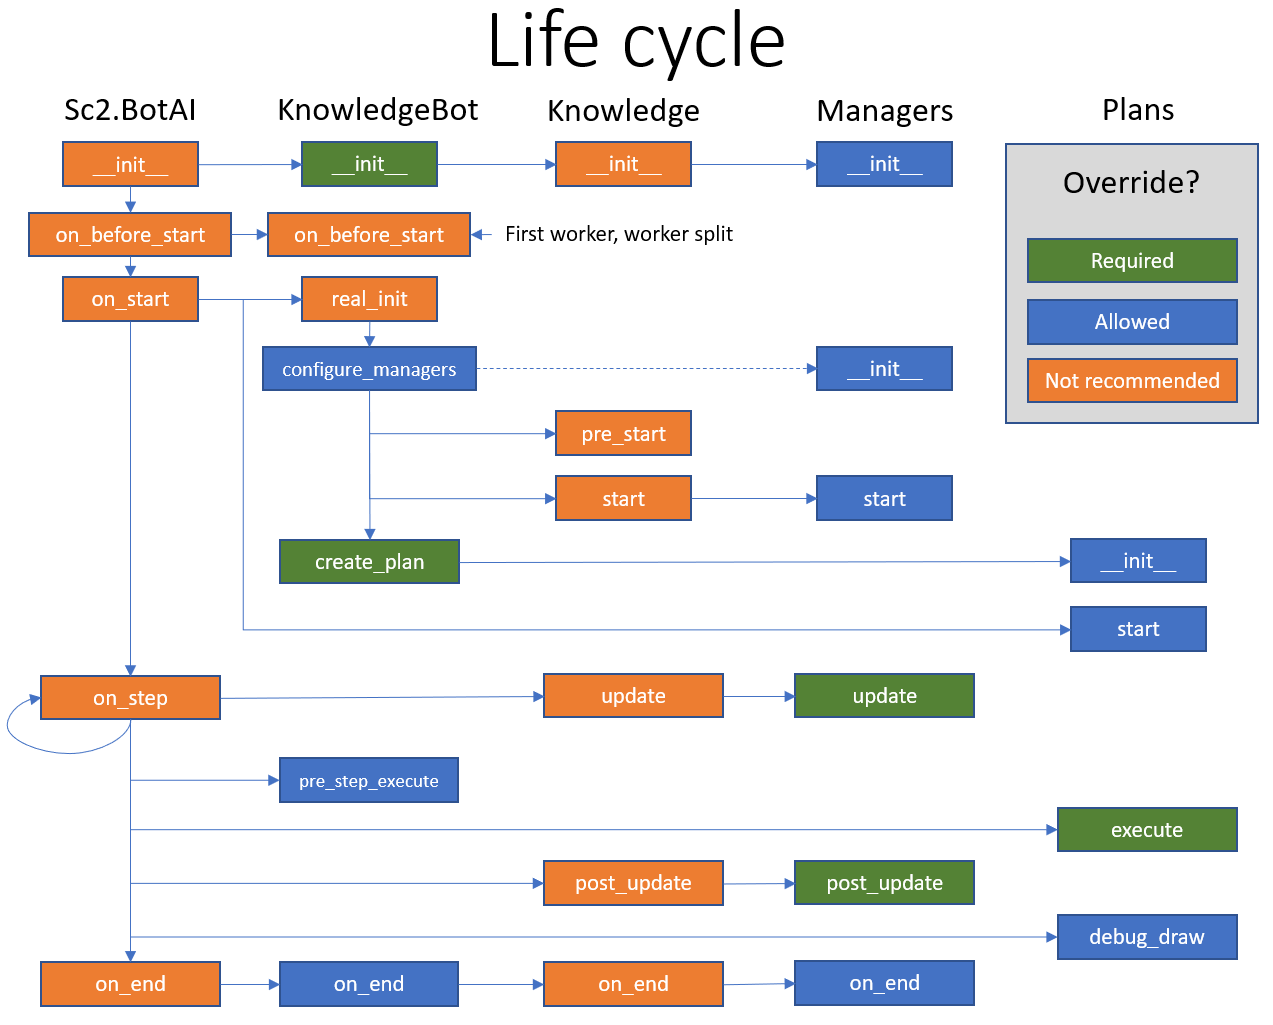 Life cycle
Sc2.BotAI KnowledgeBot Knowledge Managers Plans
__init__ __init__ __init__ __init__
Override?
on_before_start on_before_start First worker, worker split
Required
on_start real_init
Allowed
configure_managers __init__
Not recommended
pre_start
start start
create_plan __init__
start
on_step update update
pre_step_execute
execute
post_update post_update
debug_draw
on_end on_end on_end on_end